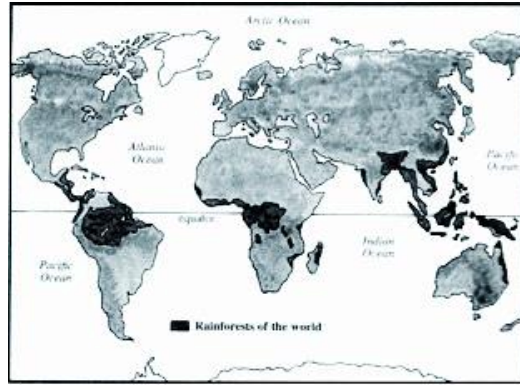 Arctic Ocean
Atlantic
Ocean
Pacific
Ocean
equator
Indian
Ocean
Pacific
Ocean
Rainforests of the world